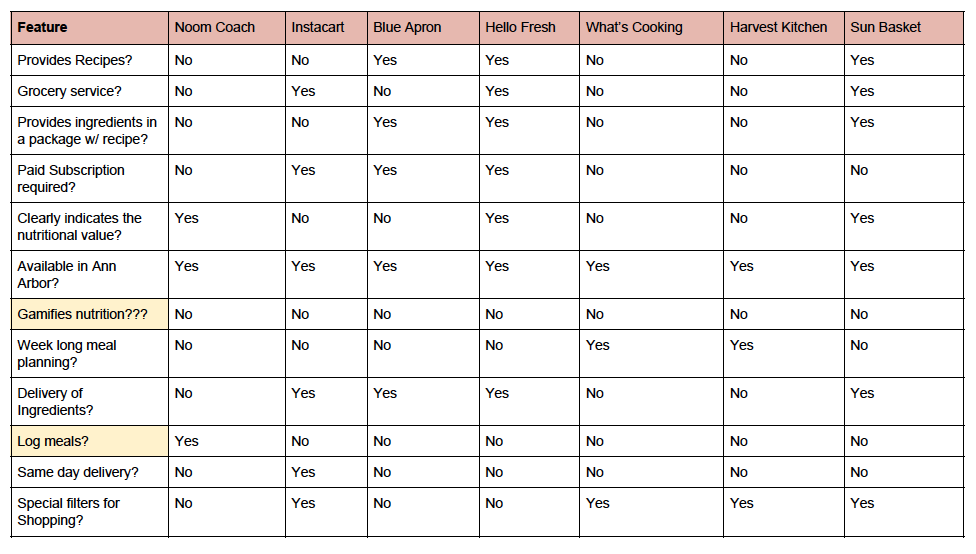 Feature Noom Coach Instacart Blue Apron Hello Fresh What's Cooking Harvest Kitchen Sun Basket
Provides Recipes? No No Yes Yes No No Yes
Grocery service? No Yes No Yes No No Yes
Provides ingredients in No No Yes Yes No No Yes
a package w/ recipe?
Paid Subscription No Yes Yes Yes No No No
required?
Clearly indicates the Yes No No Yes No No Yes
nutritional value?
Available in Ann Yes Yes Yes Yes Yes Yes Yes
Arbor?
Gamifies nutrition??? No No No No No No No
Week long meal No No No No Yes Yes No
planning?
Delivery of No Yes Yes Yes No No Yes
Ingredients?
Log meals? Yes No No No No No No
Same day delivery? No Yes No No No No No
Special filters for No Yes No No Yes Yes Yes
Shopping?